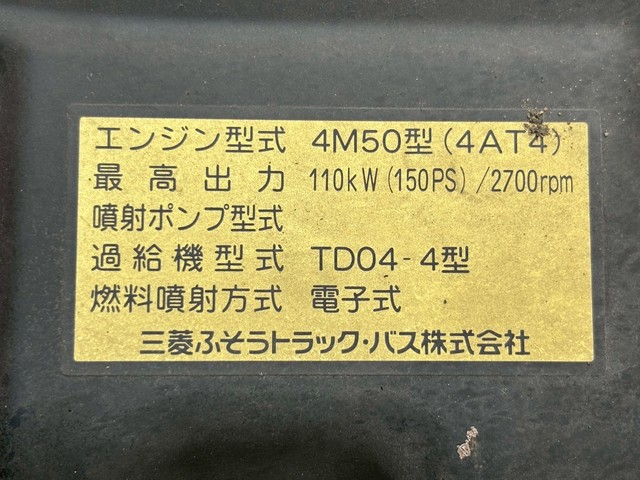 エンジン型式 4M50型(4AT4)
最高出力 110kW(150PS)/2700rpm
噴射ポンプ型式
過給機型式 TD04-4型
燃料噴射方式 電子式
三菱ふそうトラック・バス株式会社